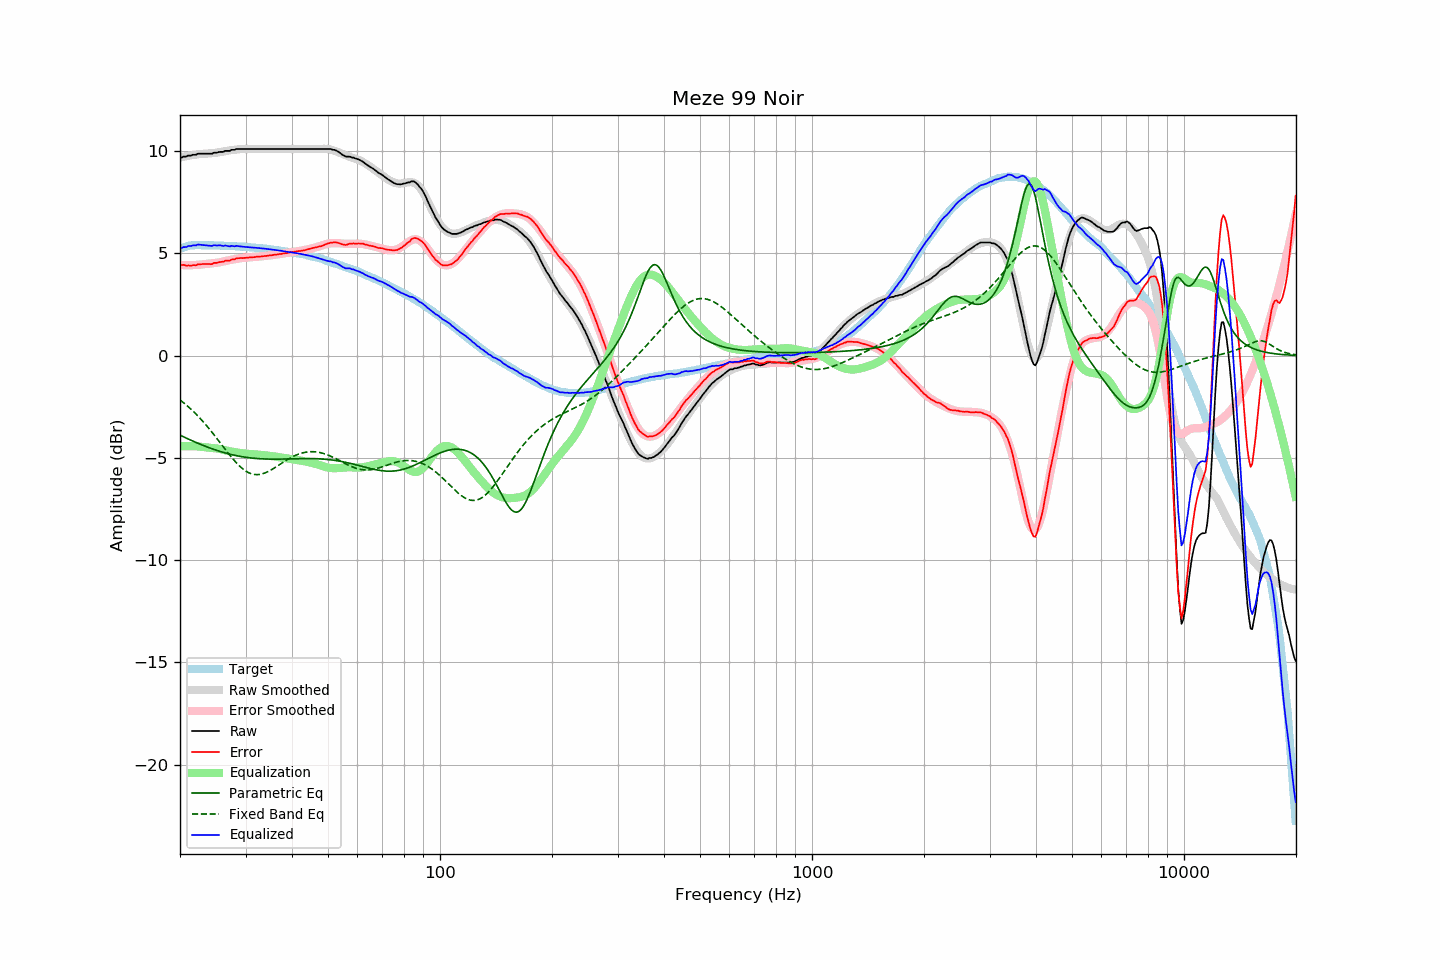 Meze 99 Noir
10
5
0
−5
−10
−15
−20
Amplitude (dBr)
Target
Raw Smoothed
Error Smoothed
Raw
Error
Equalization
Parametric Eq
Fixed Band Eq
Equalized
100 1000 10000
Frequency (Hz)